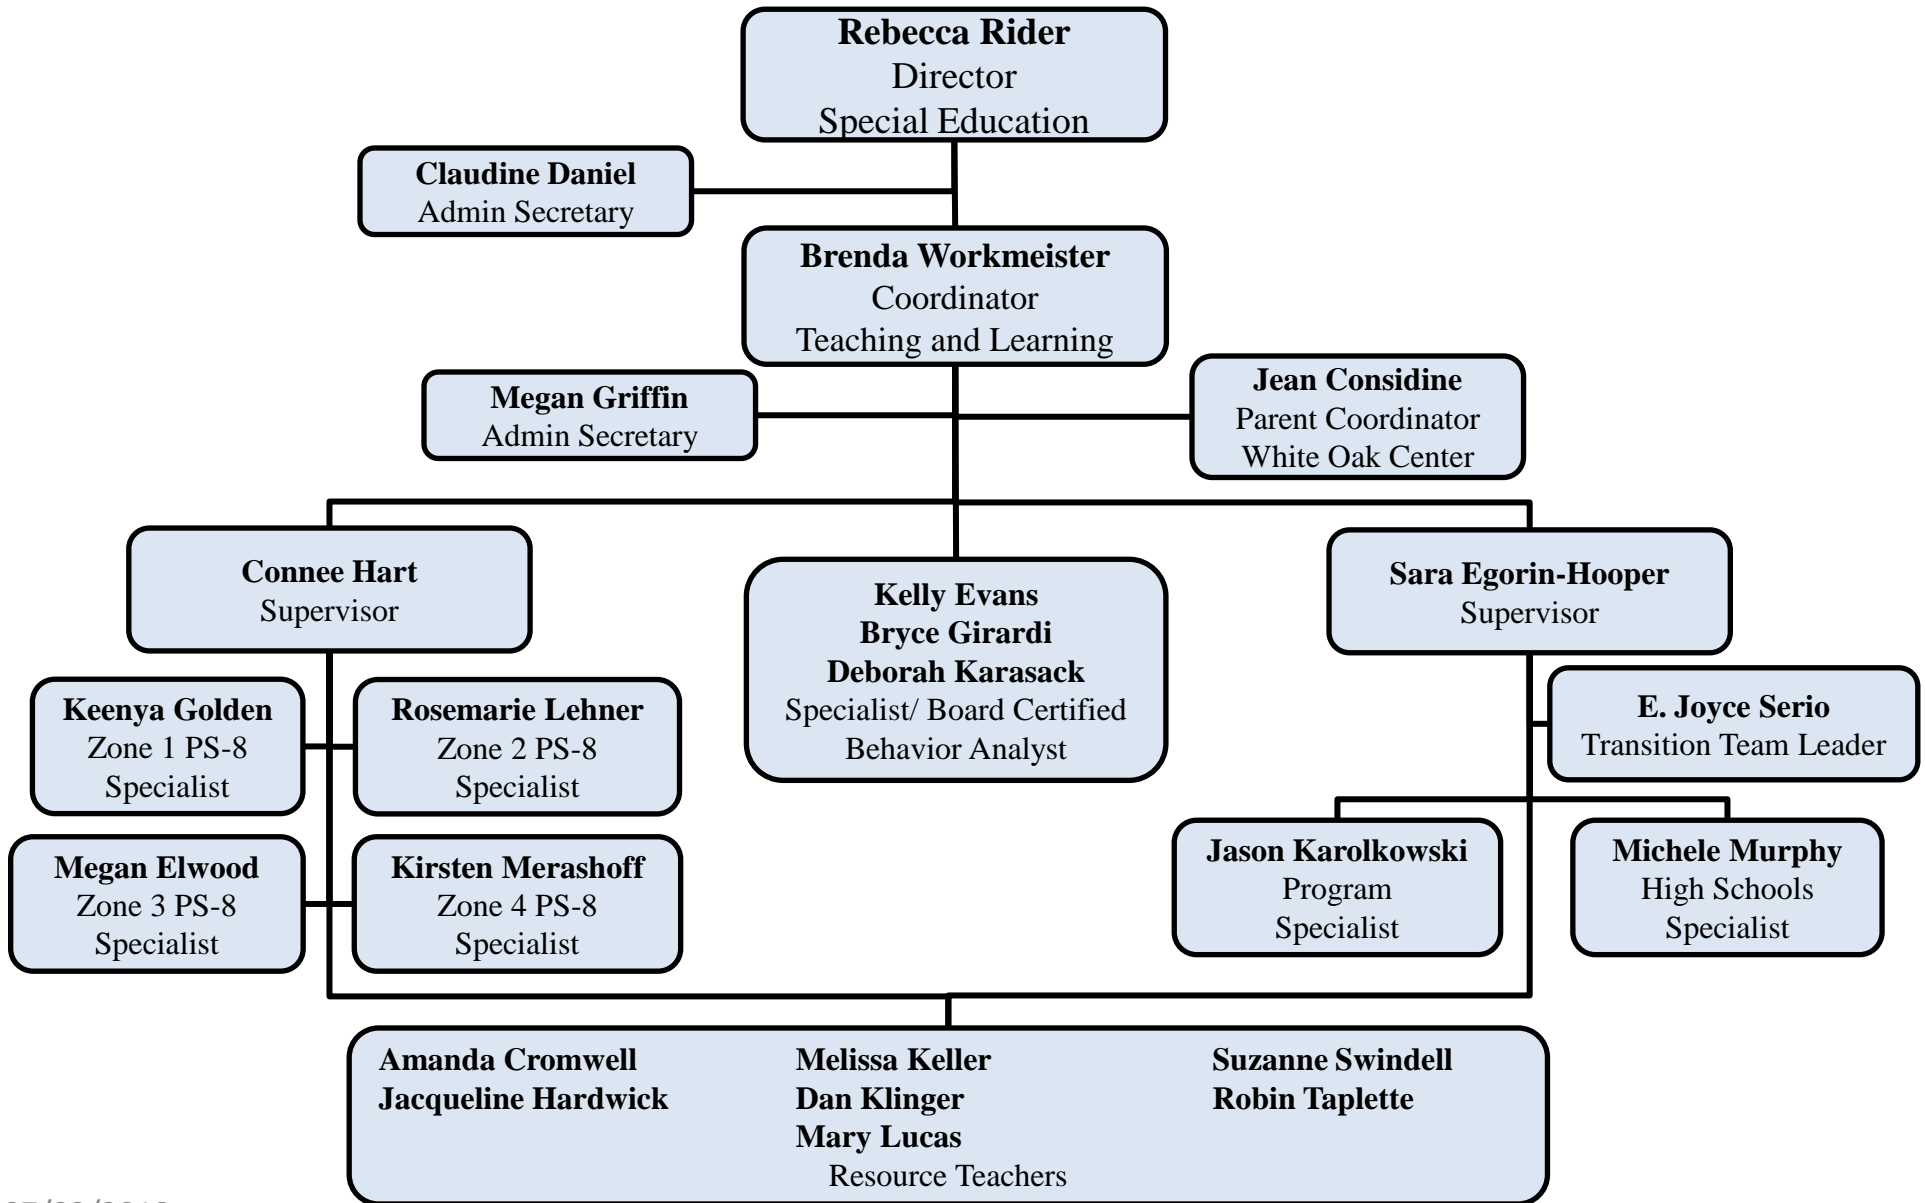 Rebecca Rider
Director
Special Education
Claudine Daniel
Admin Secretary
Brenda Workmeister
Coordinator
Teaching and Learning
Megan Griffin
Admin Secretary
Jean Considine
Parent Coordinator
White Oak Center
Connee Hart
Supervisor
Kelly Evans
Bryce Girardi
Deborah Karasack
Specialist/ Board Certified
Behavior Analyst
Sara Egorin-Hooper
Supervisor
Keenya Golden
Zone 1 PS-8
Specialist
Rosemarie Lehner
Zone 2 PS-8
Specialist
E. Joyce Serio
Transition Team Leader
Megan Elwood
Zone 3 PS-8
Specialist
Kirsten Merashoff
Zone 4 PS-8
Specialist
Jason Karolkowski
Program
Specialist
Michele Murphy
High Schools
Specialist
Amanda Cromwell
Jacqueline Hardwick
Melissa Keller
Dan Klinger
Mary Lucas
Suzanne Swindell
Robin Taplette
Resource Teachers